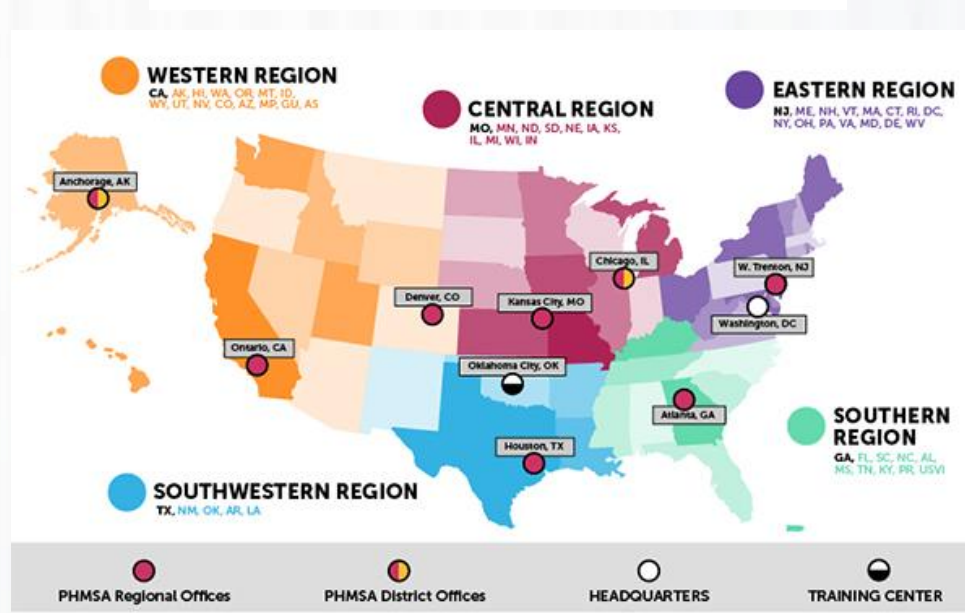 WESTERN REGION
CA, AK, HI, WA, OR, MT, ID,
WY, UT, NV, CO, AZ, MP, GU, AS
CENTRAL REGION
MO, MN, ND, SD, NE, IA, KS,
IL, MI, WI, IN
EASTERN REGION
NJ, ME, NH, VT, MA, CT, RI, DC,
NY, OH, PA, VA, MD, DE, WV
Anchorage, AK
Chicago, IL
W. Trenton, NJ
Denver, CO
Kansas City, MO
Washington, DC
Ontario, CA
Oklahoma City, OK
Atlanta, GA
Houston, TX
SOUTHERN
REGION
GA, FL, SC, NC, AL,
MS, TN, KY, PR, USVI
SOUTHWESTERN REGION
TX, NM, OK, AR, LA
PHMSA Regional Offices
PHMSA District Offices
HEADQUARTERS
TRAINING CENTER